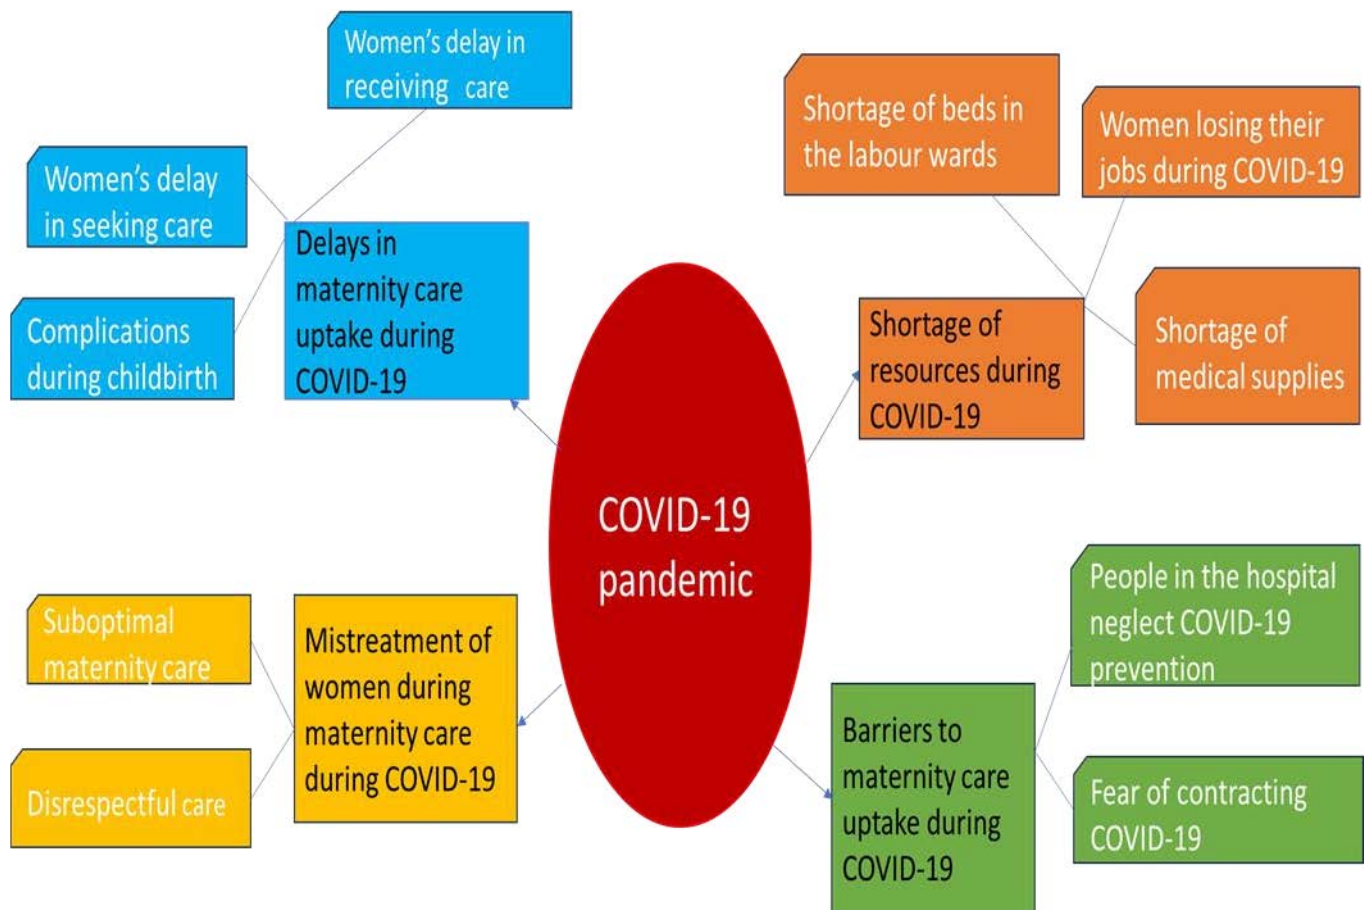 Women's delay in
receiving care
Women's delay
in seeking care
Complications
during childbirth
Delays in
maternity care
uptake during
COVID-19
Shortage of beds in
the labour wards
Women losing their
jobs during COVID-19
Shortage of
medical supplies
Shortage of
resources during
COVID-19
COVID-19
pandemic
Suboptimal
maternity care
Disrespectful care
Mistreatment of
women during
maternity care
during COVID-19
People in the hospital
neglect COVID-19
prevention
Fear of contracting
COVID-19
Barriers to
maternity care
uptake during
COVID-19